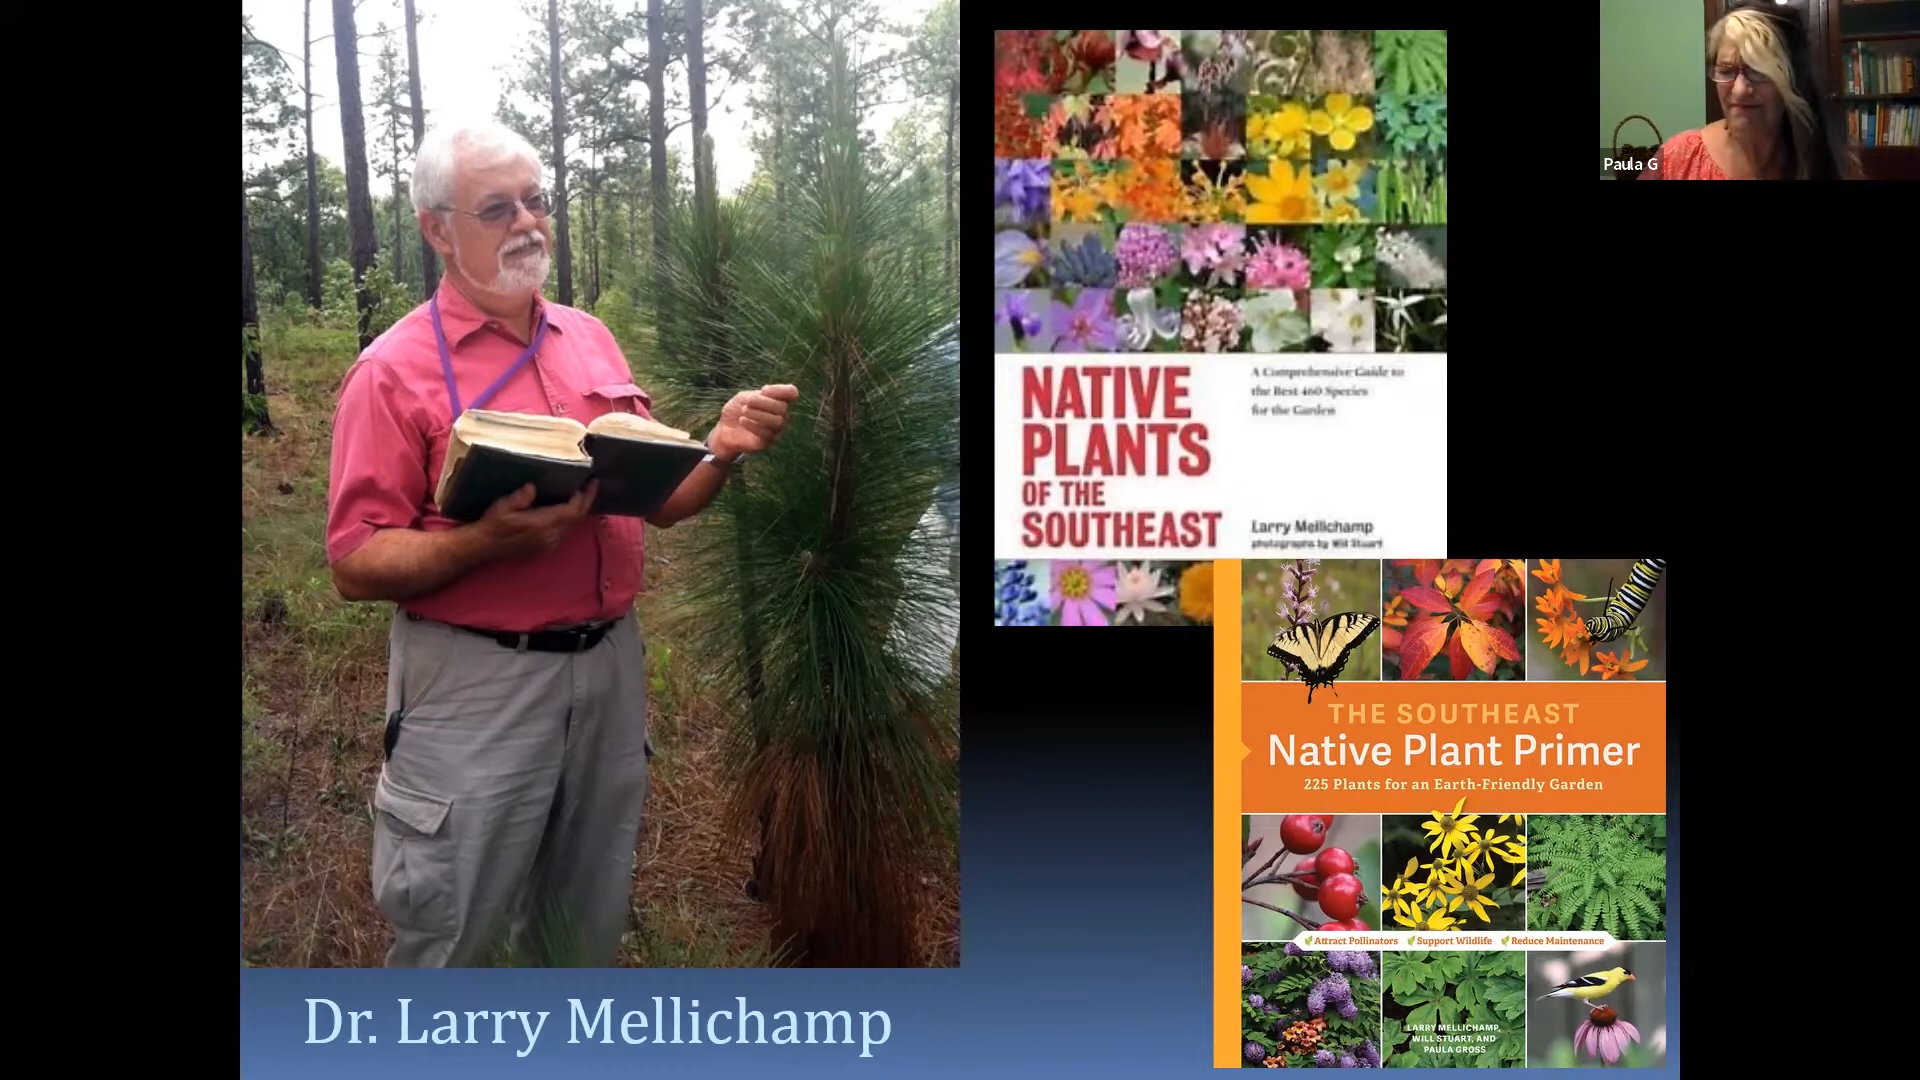 Paula G
NATIVE
PLANTS
OF THE
SOUTHEAST
A Comprehensive Guide to
the Best 460 Species
for the Garden
Larry Mellichamp
photographs by Will Stuart
THE SOUTHEAST
Native Plant Primer
225 Plants for an Earth-Friendly Garden
Attract Pollinators Support Wildlife Reduce Maintenance
LARRY MELLICHAMP,
WILL STUART, AND
PAULA GROSS
Dr. Larry Mellichamp